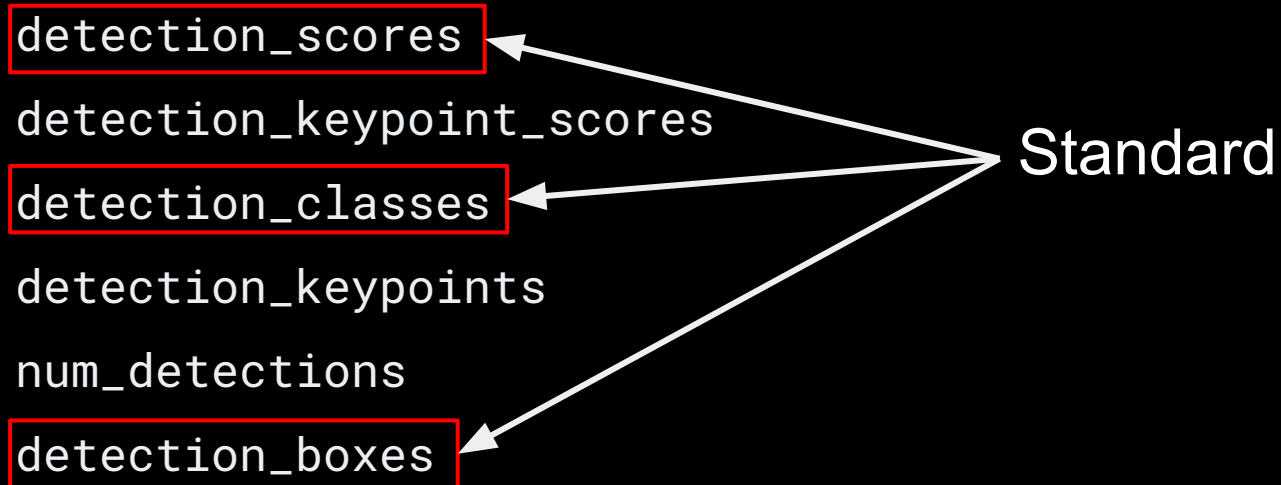 detection_scores
detection_keypoint_scores
Standard
detection_classes
detection_keypoints
num_detections
detection_boxes